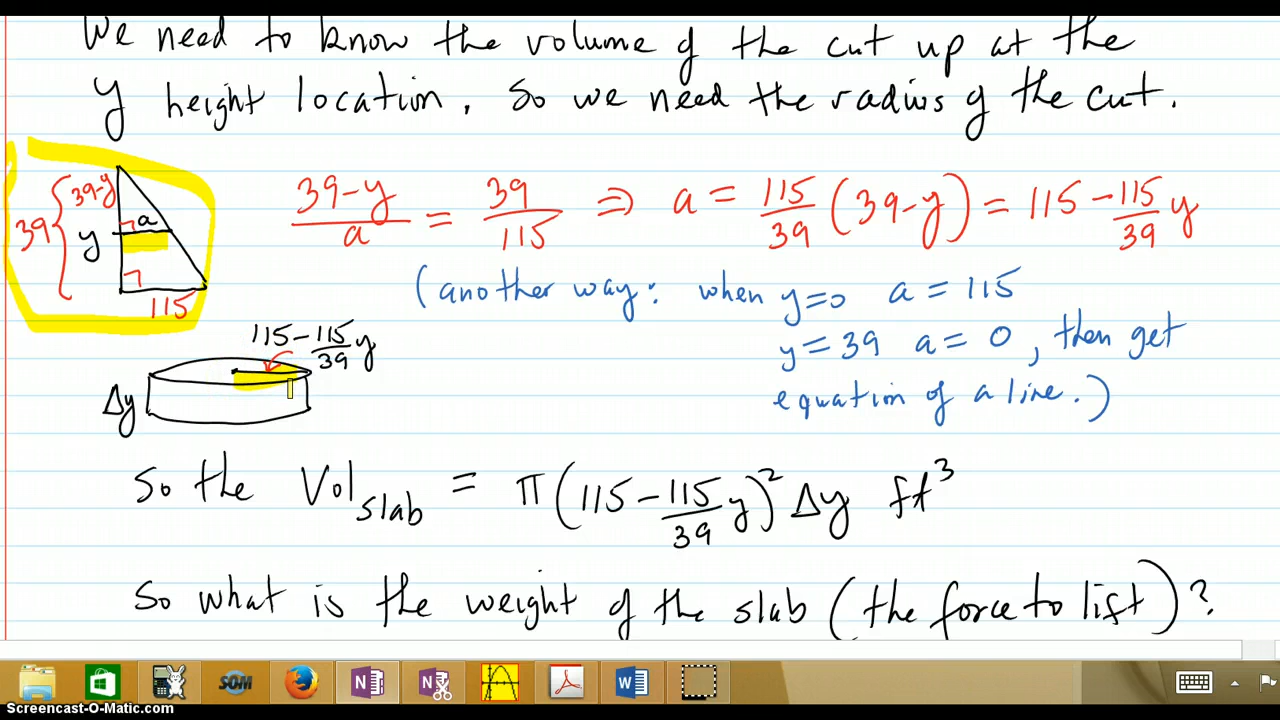 We need to know the volume of the cut up at the
y height location. So we need the radius of the cut.
39 39-y y a 115
(39-y)/a = 39/115 ⇒ a = 115/39 (39-y) = 115 - 115/39 y
(another way: when y=0 a = 115
y = 39 a = 0, then get
equation of a line.)
115 - 115/39 y
Δy
So the Vol slab = π(115 - 115/39 y)² Δy ft³
So what is the weight of the slab (the force to lift)?
SOM
Screencast-O-Matic.com